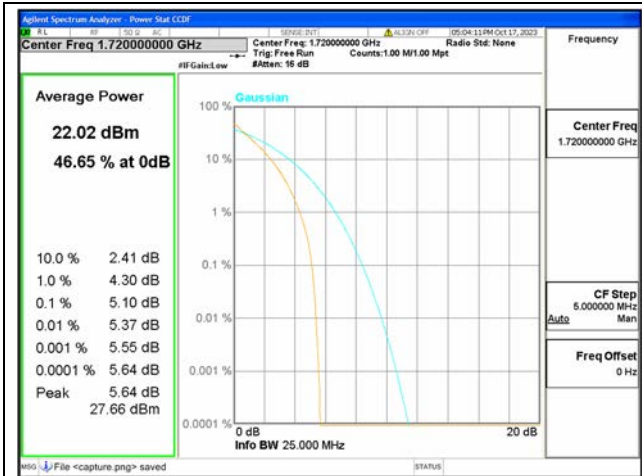 Agilent Spectrum Analyzer - Power Stat CCDF
RL RF 50 Ω AC SENSE:INT ALIGN OFF 05:04:11PM Oct 17, 2023
Center Freq 1.720000000 GHz
Center Freq: 1.720000000 GHz Radio Std: None
Trig: Free Run Counts:1.00 M/1.00 Mpt
#IFGain:Low #Atten: 16 dB
Frequency
Average Power
22.02 dBm
46.65 % at 0dB
10.0 % 2.41 dB
1.0 % 4.30 dB
0.1 % 5.10 dB
0.01 % 5.37 dB
0.001 % 5.55 dB
0.0001 % 5.64 dB
Peak 5.64 dB
27.66 dBm
Gaussian
100 %
10 %
1 %
0.1 %
0.01 %
0.001 %
0.0001 %
0 dB 20 dB
Info BW 25.000 MHz
Center Freq
1.720000000 GHz
CF Step
5.000000 MHz
Auto Man
Freq Offset
0 Hz
MSG File <capture.png> saved STATUS